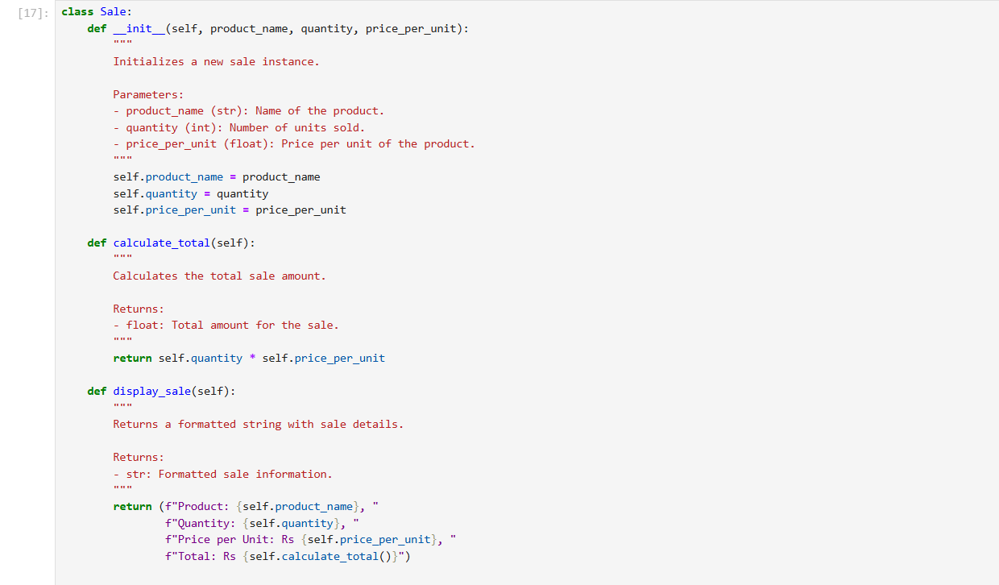 [17]: class Sale:
    def __init__(self, product_name, quantity, price_per_unit):
        """
        Initializes a new sale instance.

        Parameters:
        - product_name (str): Name of the product.
        - quantity (int): Number of units sold.
        - price_per_unit (float): Price per unit of the product.
        """
        self.product_name = product_name
        self.quantity = quantity
        self.price_per_unit = price_per_unit

    def calculate_total(self):
        """
        Calculates the total sale amount.

        Returns:
        - float: Total amount for the sale.
        """
        return self.quantity * self.price_per_unit

    def display_sale(self):
        """
        Returns a formatted string with sale details.

        Returns:
        - str: Formatted sale information.
        """
        return (f"Product: {self.product_name}, "
                f"Quantity: {self.quantity}, "
                f"Price per Unit: Rs {self.price_per_unit}, "
                f"Total: Rs {self.calculate_total()}")